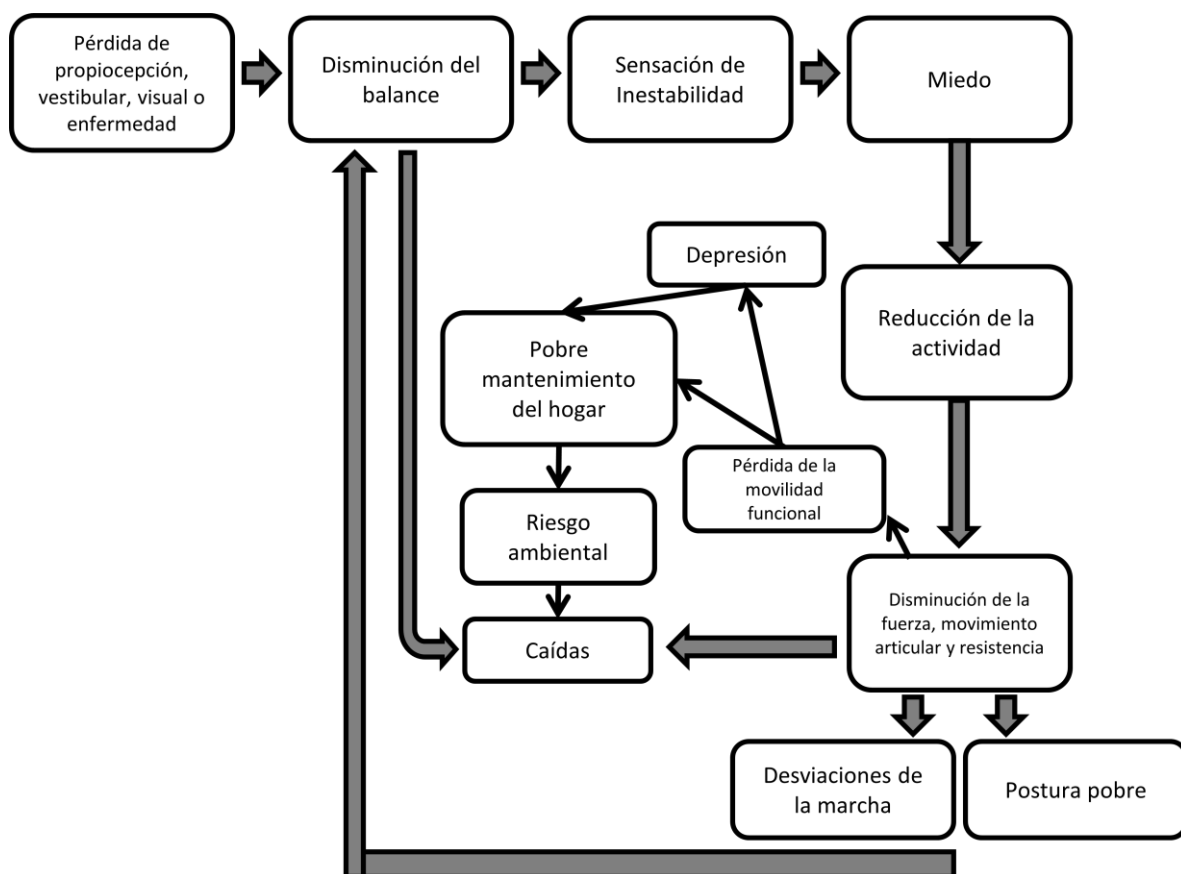 Pérdida de
propiocepción,
vestibular, visual o
enfermedad
Disminución del
balance
Sensación de
Inestabilidad
Miedo
Depresión
Reducción de la
actividad
Pobre
mantenimiento
del hogar
Pérdida de la
movilidad
funcional
Riesgo
ambiental
Disminución de la
fuerza, movimiento
articular y resistencia
Caídas
Desviaciones de
la marcha
Postura pobre